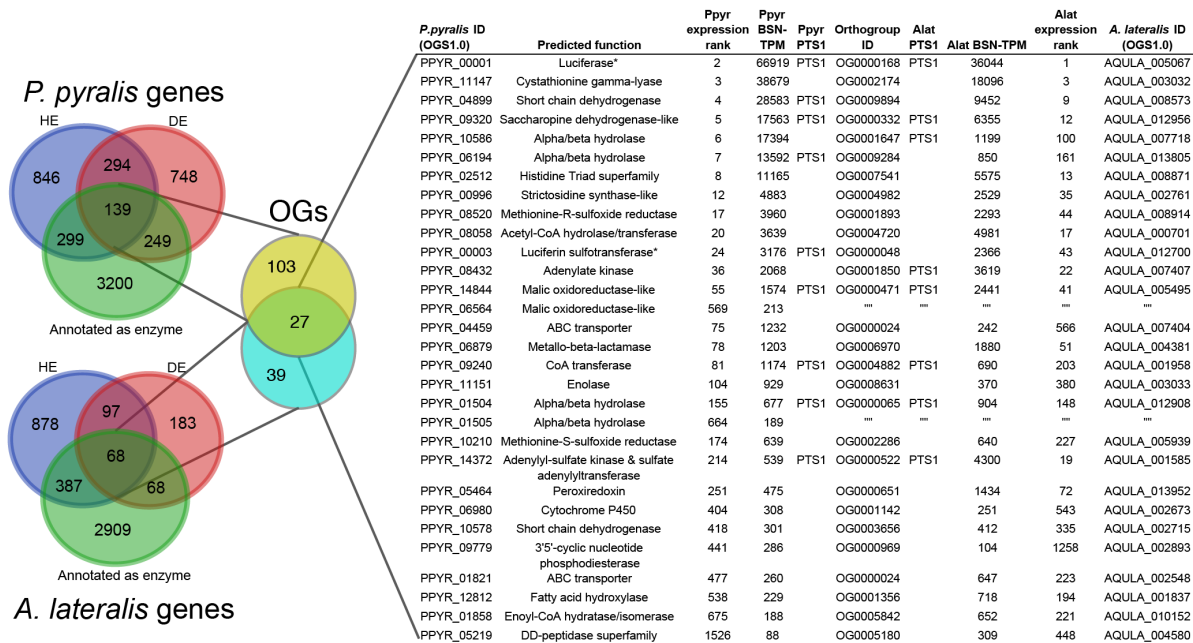 P. pyralis genes
HE
DE
846
294
748
139
299
249
3200
Annotated as enzyme
HE
DE
878
97
183
68
387
68
2909
Annotated as enzyme
A. lateralis genes
OGs
103
27
39
P.pyralis ID (OGS1.0) Predicted function Ppyr expression rank Ppyr BSN-TPM Ppyr PTS1 Orthogroup ID Alat PTS1 Alat BSN-TPM Alat expression rank A. lateralis ID (OGS1.0)
PPYR_00001 Luciferase* 2 66919 PTS1 OG0000168 PTS1 36044 1 AQULA_005067
PPYR_11147 Cystathionine gamma-lyase 3 38679 OG0002174 18096 3 AQULA_003032
PPYR_04899 Short chain dehydrogenase 4 28583 PTS1 OG0009894 9452 9 AQULA_008573
PPYR_09320 Saccharopine dehydrogenase-like 5 17563 PTS1 OG0000332 PTS1 6355 12 AQULA_012956
PPYR_10586 Alpha/beta hydrolase 6 17394 OG0001647 PTS1 1199 100 AQULA_007718
PPYR_06194 Alpha/beta hydrolase 7 13592 PTS1 OG0009284 850 161 AQULA_013805
PPYR_02512 Histidine Triad superfamily 8 11165 OG0007541 5575 13 AQULA_008871
PPYR_00996 Strictosidine synthase-like 12 4883 OG0004982 2529 35 AQULA_002761
PPYR_08520 Methionine-R-sulfoxide reductase 17 3960 OG0001893 2293 44 AQULA_008914
PPYR_08058 Acetyl-CoA hydrolase/transferase 20 3639 OG0004720 4981 17 AQULA_000701
PPYR_00003 Luciferin sulfotransferase* 24 3176 PTS1 OG0000048 2366 43 AQULA_012700
PPYR_08432 Adenylate kinase 36 2068 OG0001850 PTS1 3619 22 AQULA_007407
PPYR_14844 Malic oxidoreductase-like 55 1574 PTS1 OG0000471 PTS1 2441 41 AQULA_005495
PPYR_06564 Malic oxidoreductase-like 569 213 "" "" "" "" ""
PPYR_04459 ABC transporter 75 1232 OG0000024 242 566 AQULA_007404
PPYR_06879 Metallo-beta-lactamase 78 1203 OG0006970 1880 51 AQULA_004381
PPYR_09240 CoA transferase 81 1174 PTS1 OG0004882 PTS1 690 203 AQULA_001958
PPYR_11151 Enolase 104 929 OG0008631 370 380 AQULA_003033
PPYR_01504 Alpha/beta hydrolase 155 677 PTS1 OG0000065 PTS1 904 148 AQULA_012908
PPYR_01505 Alpha/beta hydrolase 664 189 "" "" "" "" ""
PPYR_10210 Methionine-S-sulfoxide reductase 174 639 OG0002286 640 227 AQULA_005939
PPYR_14372 Adenylyl-sulfate kinase & sulfate 214 539 PTS1 OG0000522 PTS1 4300 19 AQULA_001585
adenylyltransferase
PPYR_05464 Peroxiredoxin 251 475 OG0000651 1434 72 AQULA_013952
PPYR_06980 Cytochrome P450 404 308 OG0001142 251 543 AQULA_002673
PPYR_10578 Short chain dehydrogenase 418 301 OG0003656 412 335 AQULA_002715
PPYR_09779 3'5'-cyclic nucleotide 441 286 OG0000969 104 1258 AQULA_002893
phosphodiesterase
PPYR_01821 ABC transporter 477 260 OG0000024 647 223 AQULA_002548
PPYR_12812 Fatty acid hydroxylase 538 229 OG0001356 718 194 AQULA_001837
PPYR_01858 Enoyl-CoA hydratase/isomerase 675 188 OG0005842 652 221 AQULA_010152
PPYR_05219 DD-peptidase superfamily 1526 88 OG0005180 309 448 AQULA_004580